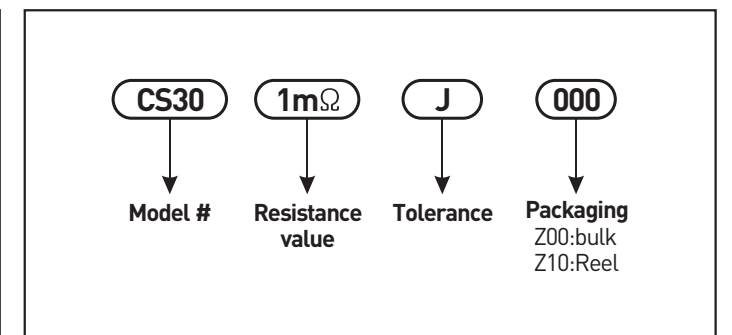 CS30 1mΩ J 000
Model # Resistance value Tolerance Packaging
Z00:bulk
Z10:Reel